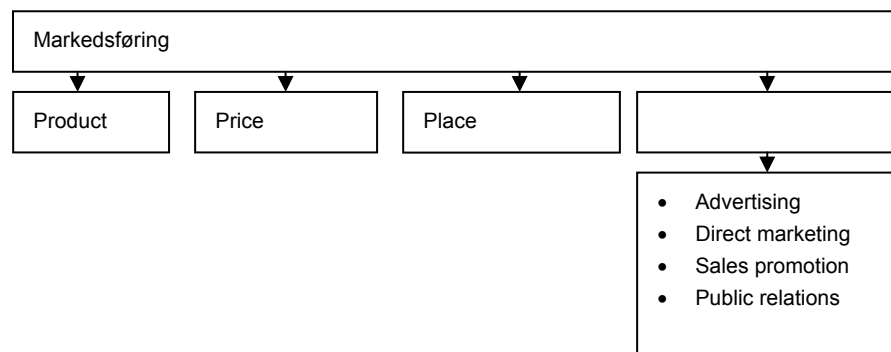 Markedsføring
Product
Price
Place
• Advertising
• Direct marketing
• Sales promotion
• Public relations